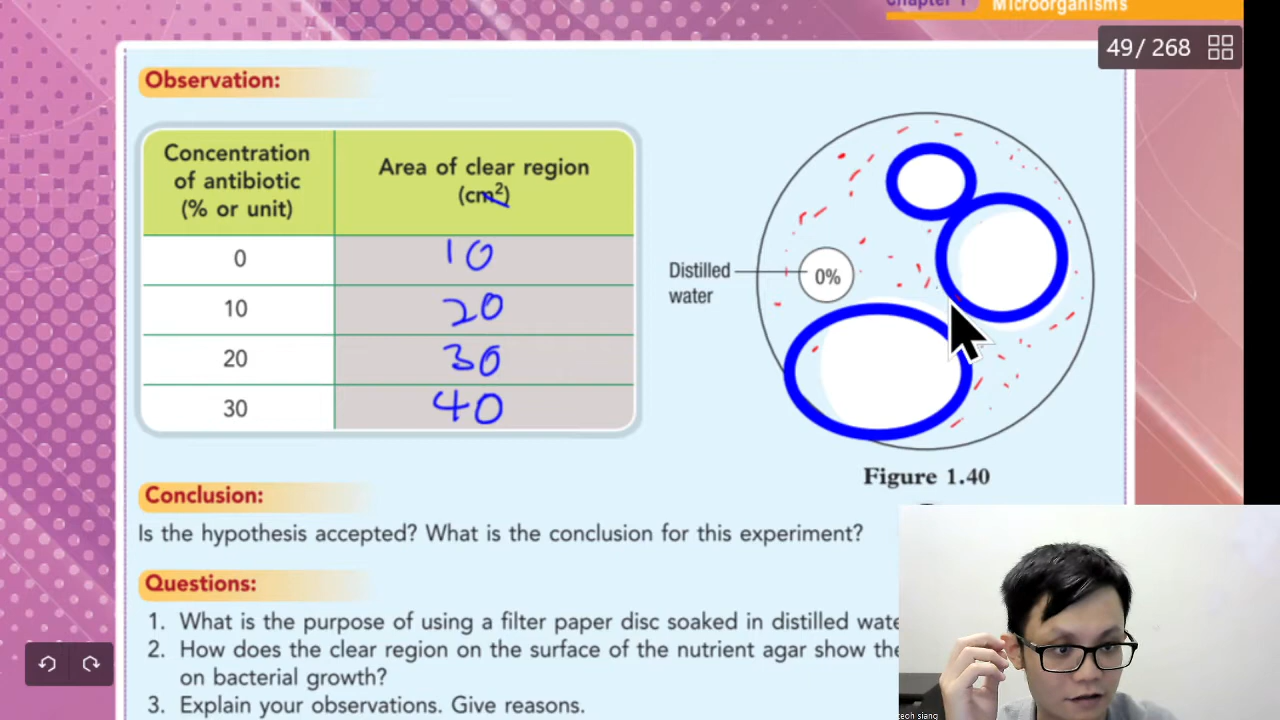 Chapter 1 Microorganisms
49/ 268
Observation:
Concentration of antibiotic (% or unit)
Area of clear region (cm²)
0 10
10 20
20 30
30 40
Distilled water
0%
Figure 1.40
Conclusion:
Is the hypothesis accepted? What is the conclusion for this experiment?
Questions:
1. What is the purpose of using a filter paper disc soaked in distilled
2. How does the clear region on the surface of the nutrient agar show
on bacterial growth?
3. Explain your observations. Give reasons.
teoh siang